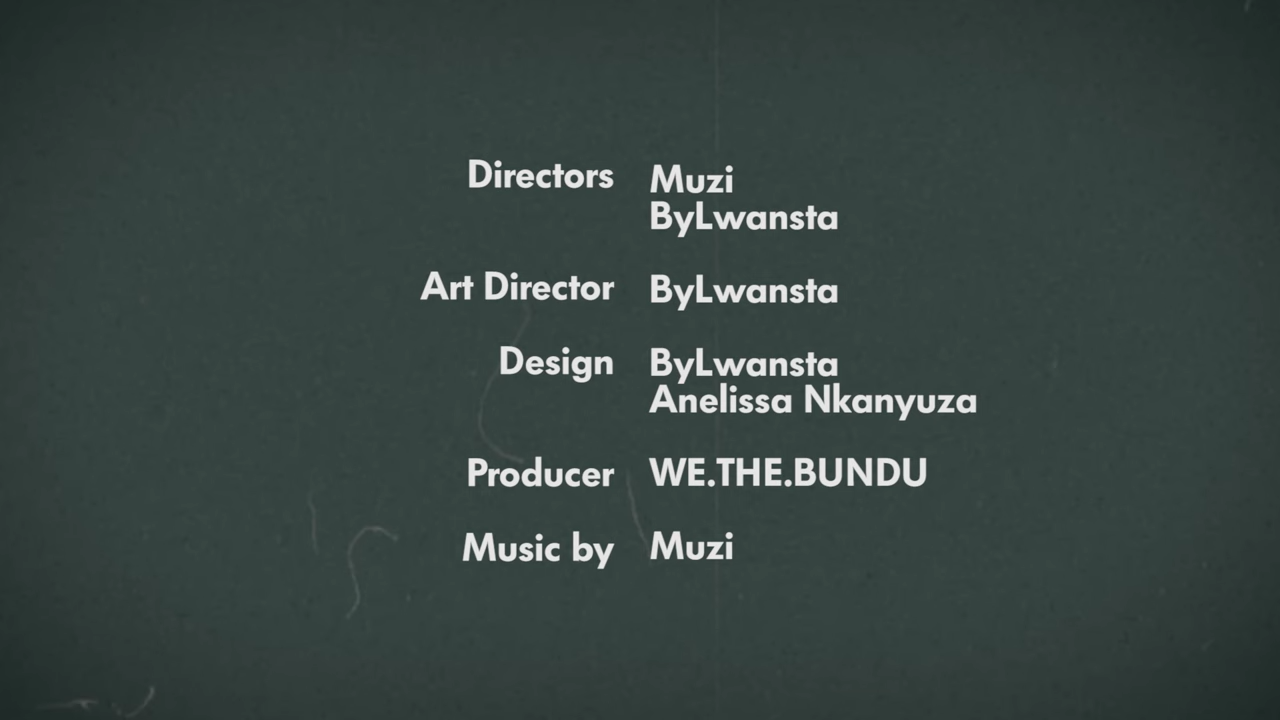 Directors Muzi
ByLwansta
Art Director ByLwansta
Design ByLwansta
Anelissa Nkanyuza
Producer WE.THE.BUNDU
Music by Muzi